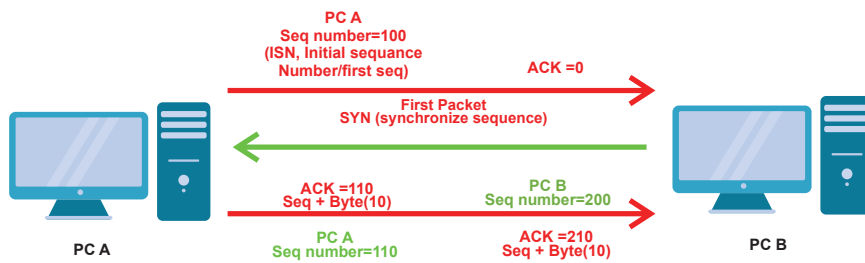 PC A
Seq number=100
(ISN, Initial sequance
Number/first seq)
ACK =0
First Packet
SYN (synchronize sequence)
ACK =110
Seq + Byte(10)
PC B
Seq number=200
PC A
Seq number=110
ACK =210
Seq + Byte(10)
PC A
PC B